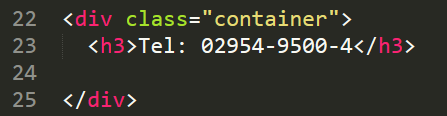 22 <div class="container">
23 <h3>Tel: 02954-9500-4</h3>
24
25 </div>